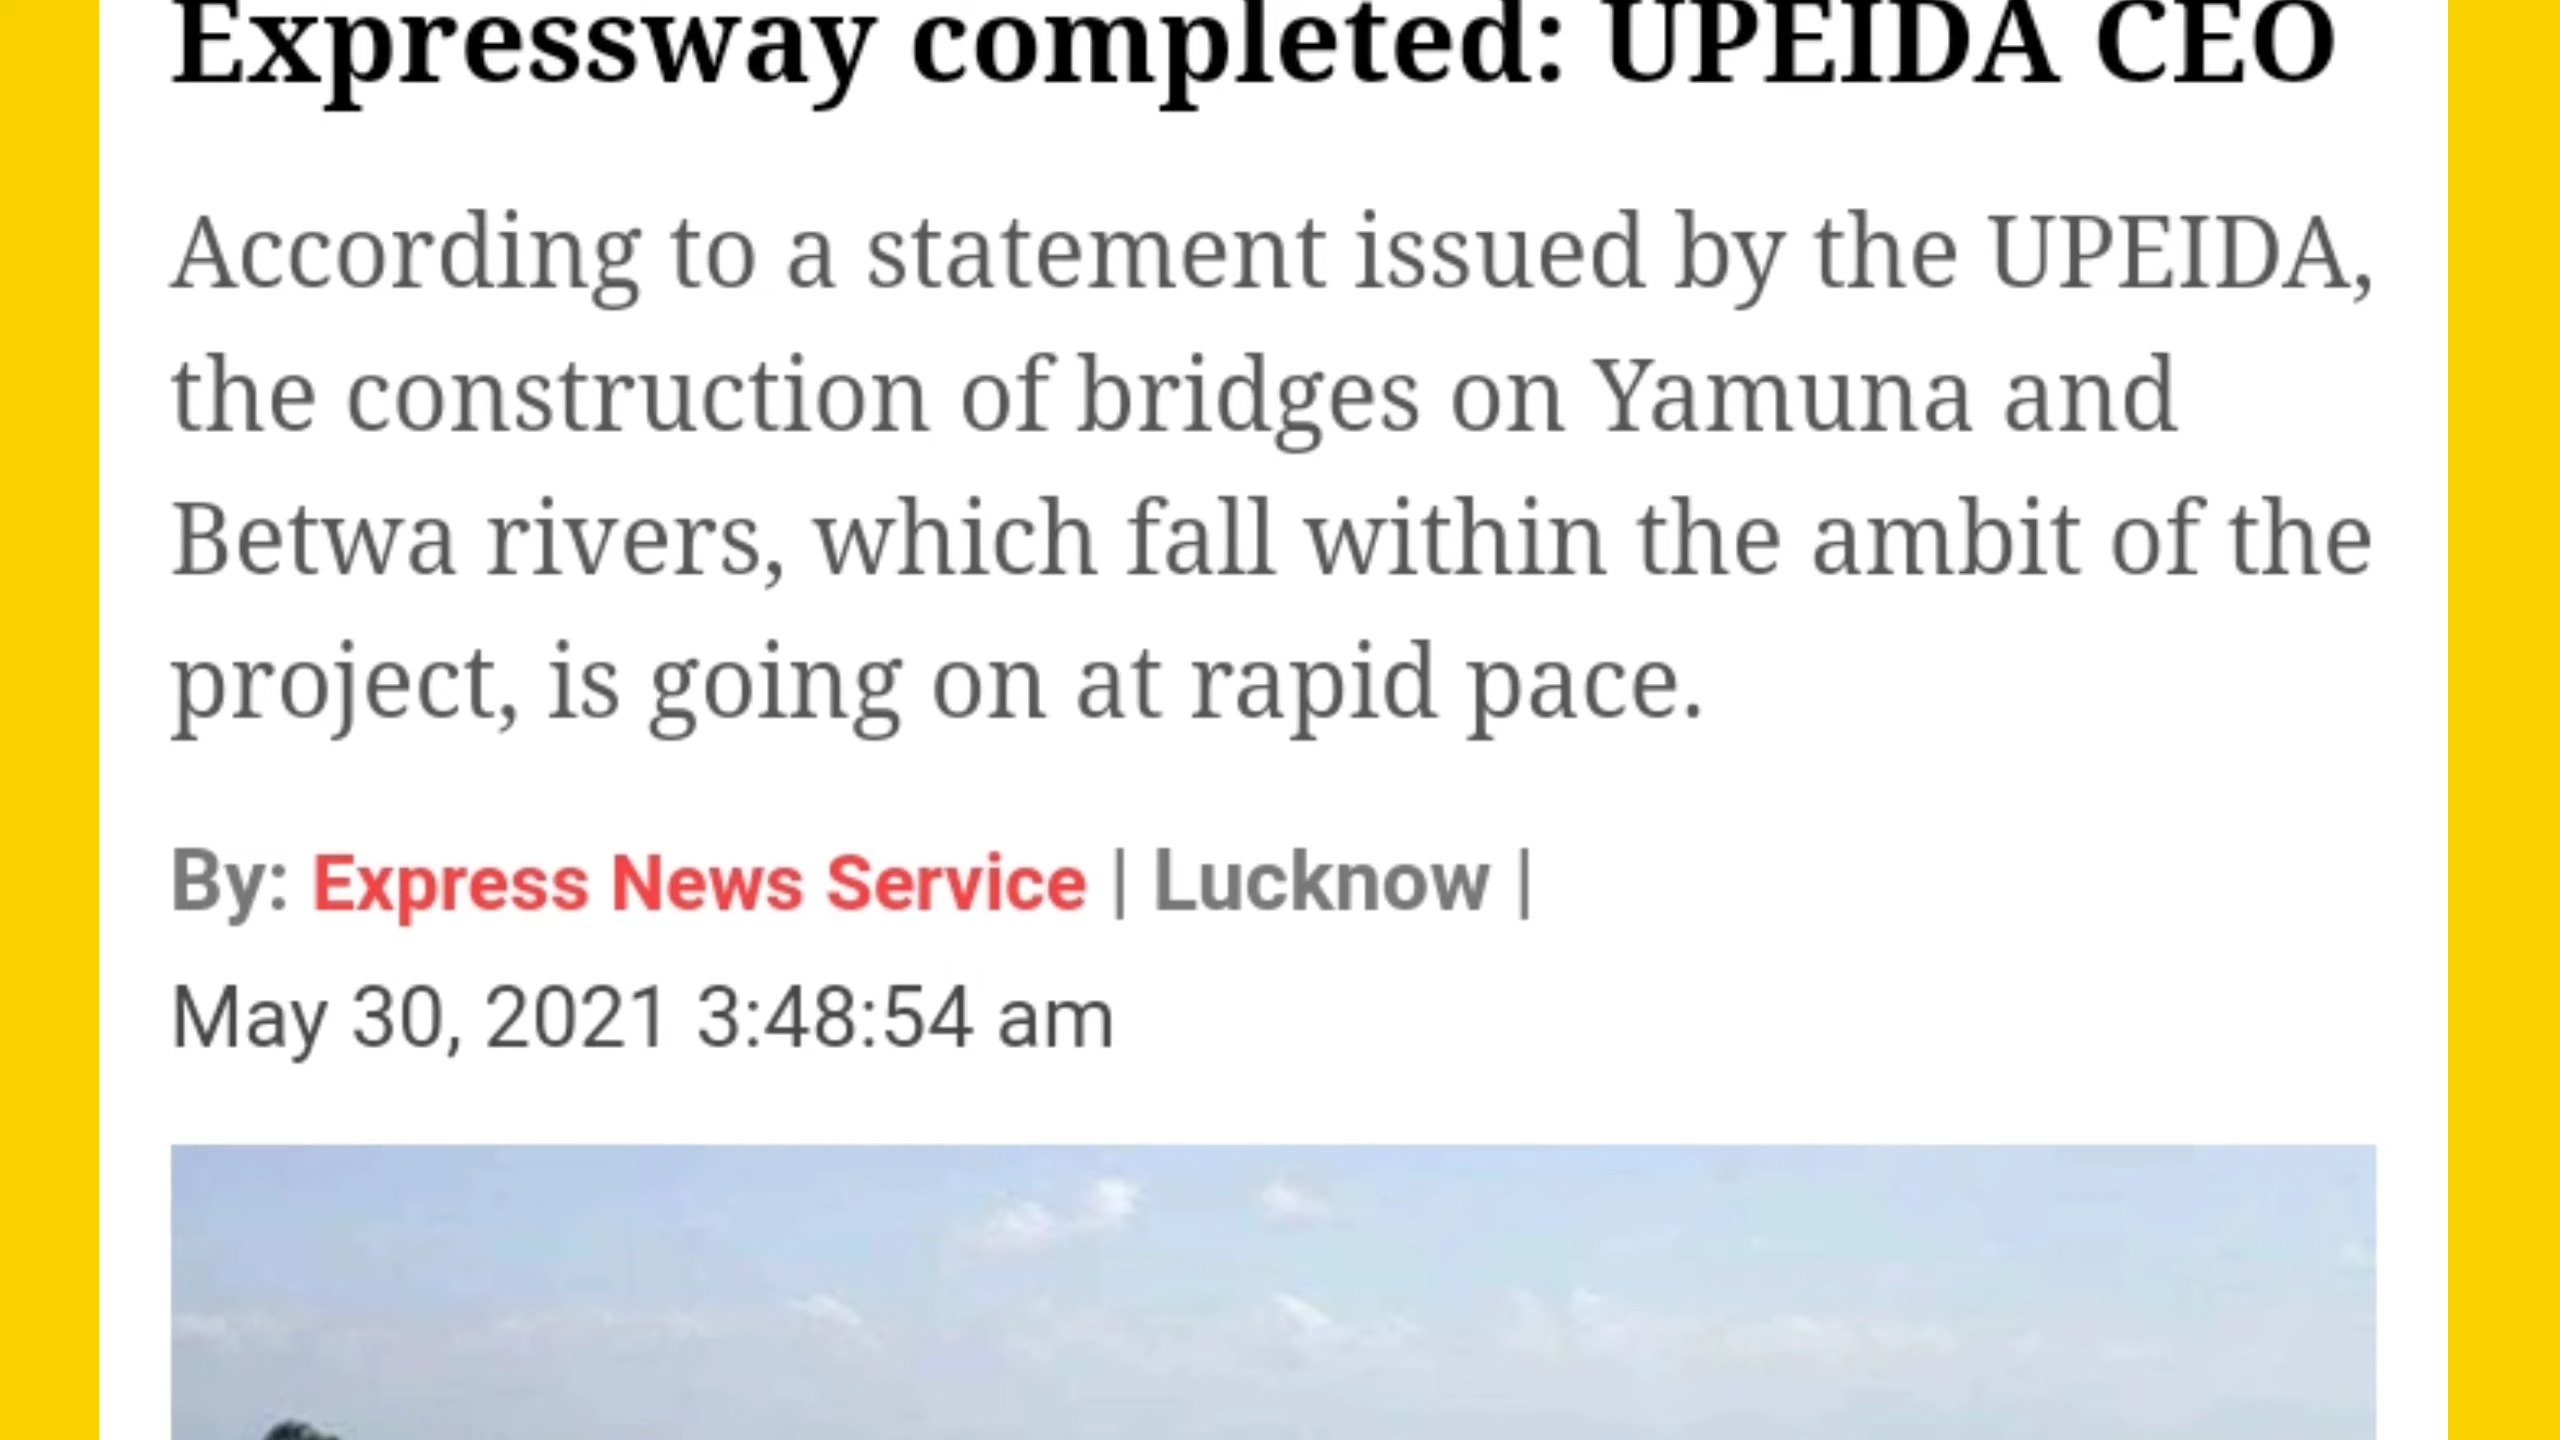 Expressway completed: UPEIDA CEO
According to a statement issued by the UPEIDA,
the construction of bridges on Yamuna and
Betwa rivers, which fall within the ambit of the
project, is going on at rapid pace.
By: Express News Service | Lucknow |
May 30, 2021 3:48:54 am